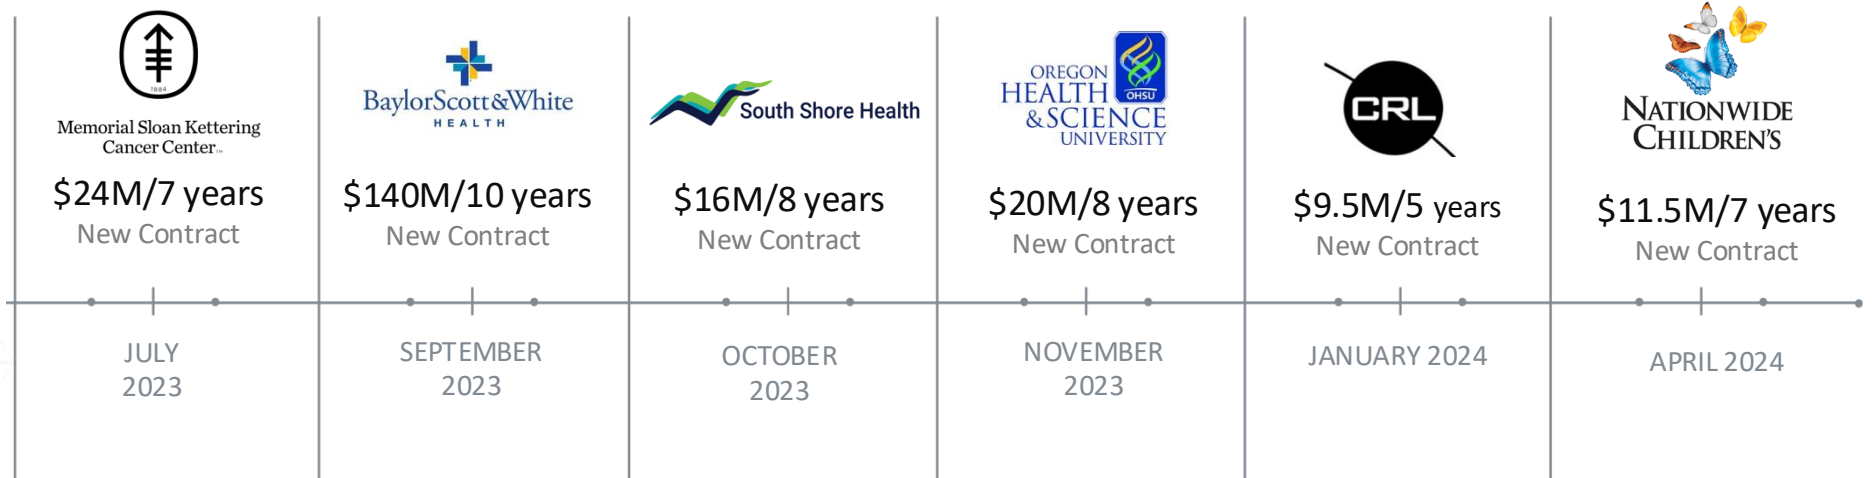 1884
Memorial Sloan Kettering
Cancer Center™
$24M/7 years
New Contract
JULY
2023
BaylorScott&White
HEALTH
$140M/10 years
New Contract
SEPTEMBER
2023
South Shore Health
$16M/8 years
New Contract
OCTOBER
2023
OREGON
HEALTH
&SCIENCE
UNIVERSITY
OHSU
$20M/8 years
New Contract
NOVEMBER
2023
CRL
$9.5M/5 years
New Contract
JANUARY 2024
NATIONWIDE
CHILDREN'S
$11.5M/7 years
New Contract
APRIL 2024